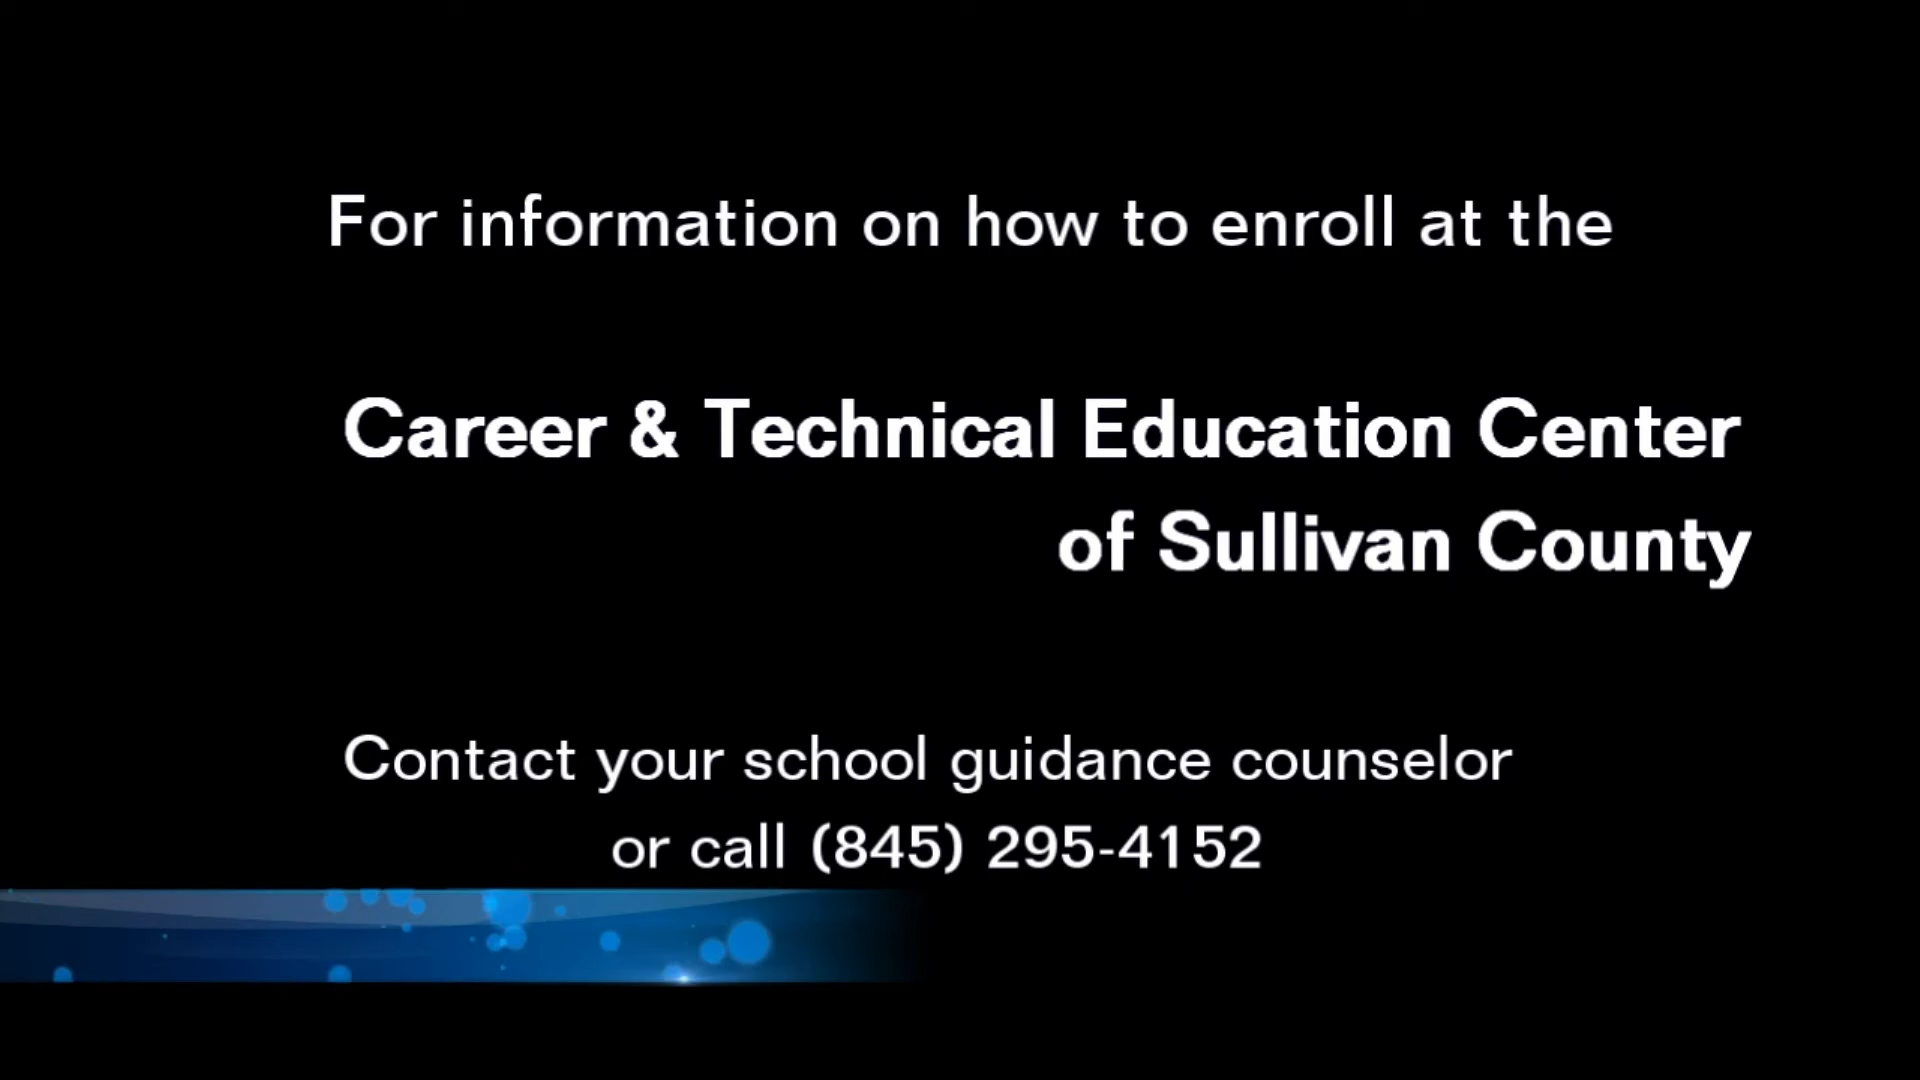 For information on how to enroll at the
Career & Technical Education Center
of Sullivan County
Contact your school guidance counselor
or call (845) 295-4152